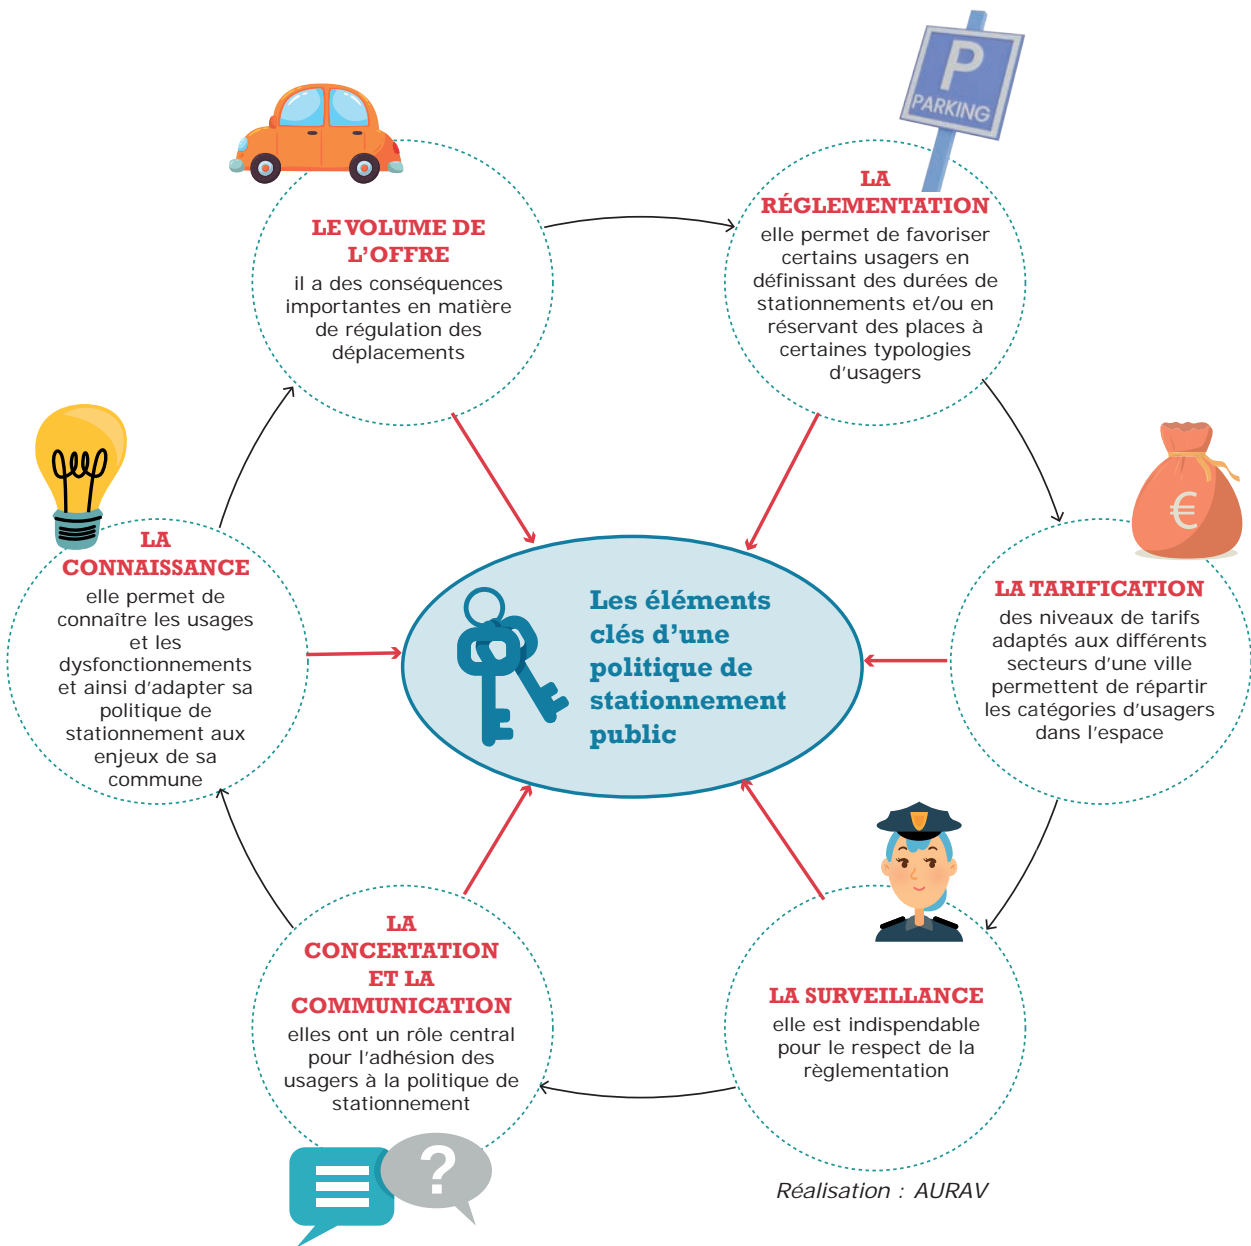 P
PARKING
LE VOLUME DE
L'OFFRE
il a des conséquences
importantes en matière
de régulation des
déplacements
LA
RÉGLEMENTATION
elle permet de favoriser
certains usagers en
définissant des durées de
stationnements et/ou en
réservant des places à
certaines typologies
d'usagers
€
LA TARIFICATION
des niveaux de tarifs
adaptés aux différents
secteurs d'une ville
permettent de répartir
les catégories d'usagers
dans l'espace
LA SURVEILLANCE
elle est indispendable
pour le respect de la
règlementation
LA
CONCERTATION
ET LA
COMMUNICATION
elles ont un rôle central
pour l'adhésion des
usagers à la politique de
stationnement
?
LA
CONNAISSANCE
elle permet de
connaître les usages
et les
dysfonctionnements
et ainsi d'adapter sa
politique de
stationnement aux
enjeux de sa
commune
Les éléments
clés d'une
politique de
stationnement
public
Réalisation : AURAV